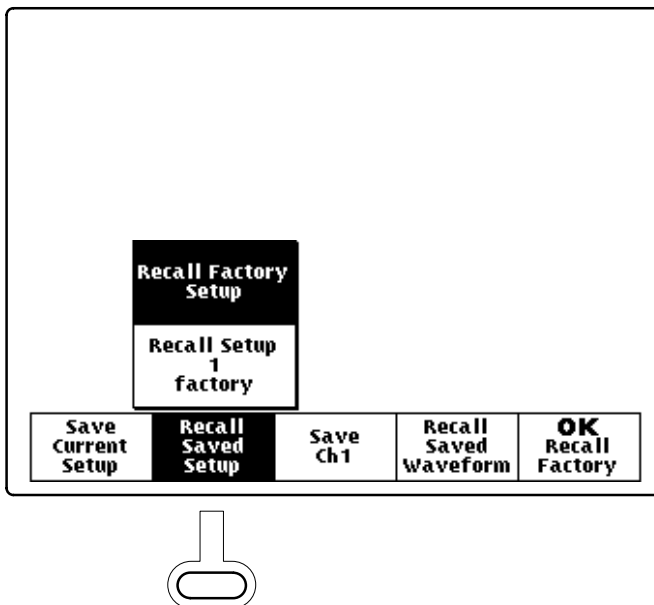 Recall Factory
Setup
Recall Setup
1
factory
Save
Current
Setup
Recall
Saved
Setup
Save
Ch1
Recall
Saved
Waveform
OK
Recall
Factory